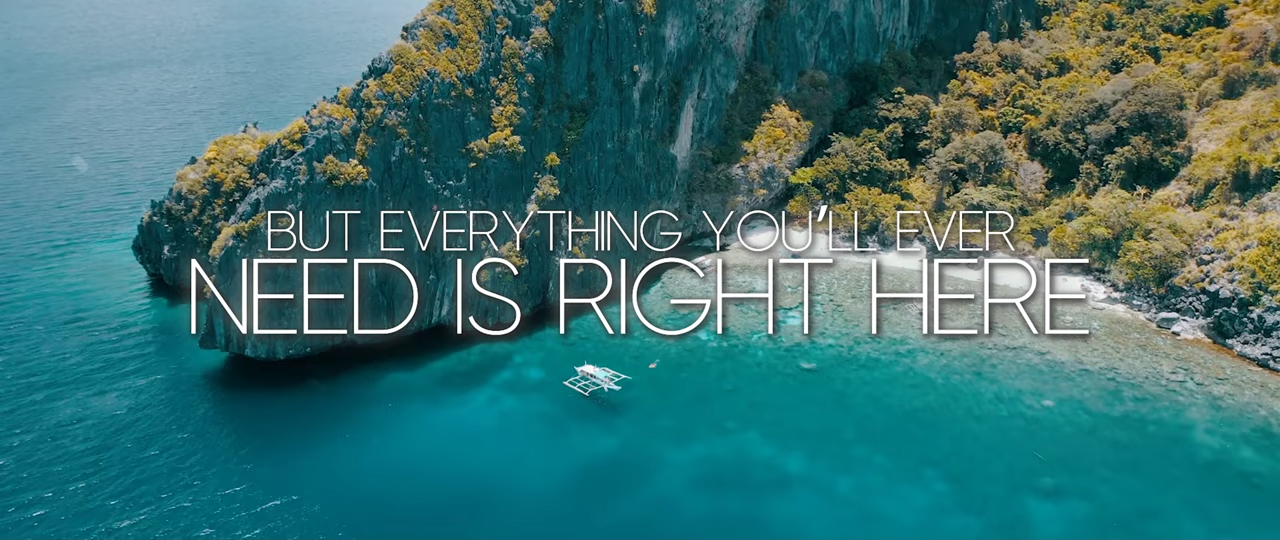 BUT EVERYTHING YOU'LL EVER
NEED IS RIGHT HERE